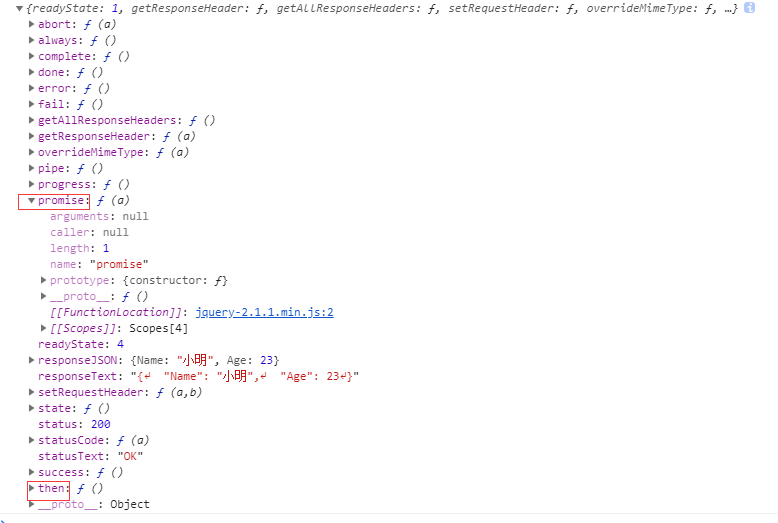 {readyState: 1, getResponseHeader: ƒ, getAllResponseHeaders: ƒ, setRequestHeader: ƒ, overrideMimeType: ƒ, …}
abort: ƒ (a)
always: ƒ ()
complete: ƒ ()
done: ƒ ()
error: ƒ ()
fail: ƒ ()
getAllResponseHeaders: ƒ ()
getResponseHeader: ƒ (a)
overrideMimeType: ƒ (a)
pipe: ƒ ()
progress: ƒ ()
promise: ƒ (a)
arguments: null
caller: null
length: 1
name: "promise"
prototype: {constructor: ƒ}
__proto__: ƒ ()
[[FunctionLocation]]: jquery-2.1.1.min.js:2
[[Scopes]]: Scopes[4]
readyState: 4
responseJSON: {Name: "小明", Age: 23}
responseText: "{↵  "Name": "小明",↵  "Age": 23↵}"
setRequestHeader: ƒ (a,b)
state: ƒ ()
status: 200
statusCode: ƒ (a)
statusText: "OK"
success: ƒ ()
then: ƒ ()
__proto__: Object